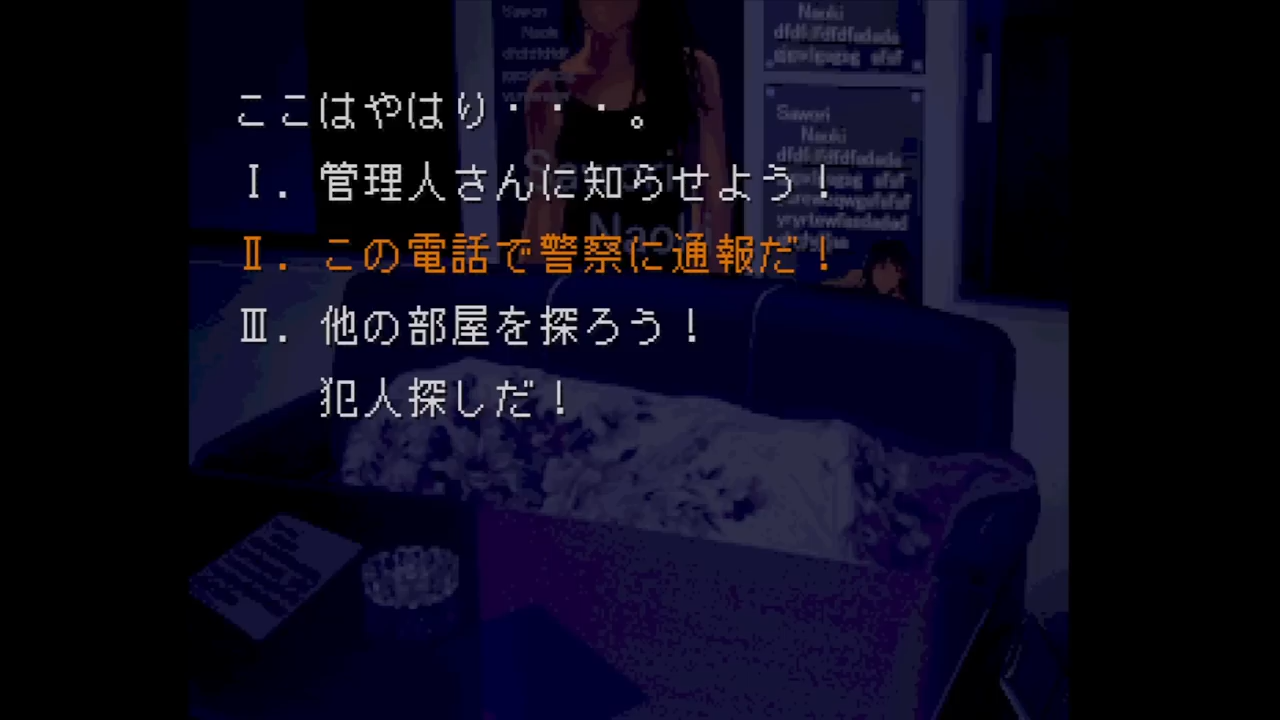 ここはやはり・・・。
Ⅰ．管理人さんに知らせよう！
Ⅱ．この電話で警察に通報だ！
Ⅲ．他の部屋を探ろう！
犯人探しだ！
Sawori
Naoki
Naoki
Sawori
Naoki